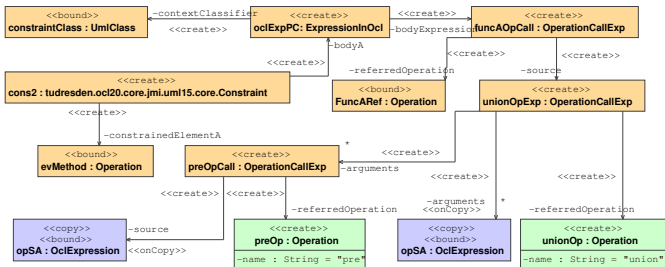 <<bound>>
constraintClass : UmlClass
-contextClassifier
<<create>>
<<create>>
oclExpPC: ExpressionInOcl
-bodyA
<<create>>
-bodyExpression
<<create>>
funcAOpCall : OperationCallExp
<<create>>
<<create>>
-referredOperation
-source
<<create>>
cons2 : tudresden.ocl20.core.jmi.uml15.core.Constraint
<<create>>
<<create>>
<<bound>>
FuncARef : Operation
<<create>>
unionOpExp : OperationCallExp
-constrainedElementA
<<bound>>
evMethod : Operation
<<create>>
preOpCall : OperationCallExp
*
-arguments
<<create>>
<<create>>
<<create>>
<<create>>
<<create>>
-source
<<onCopy>>
-referredOperation
-arguments
*
<<onCopy>>
-referredOperation
<<copy>>
<<bound>>
opSA : OclExpression
<<create>>
preOp : Operation
-name : String = "pre"
<<copy>>
<<bound>>
opSA : OclExpression
<<create>>
unionOp : Operation
-name : String = "union"